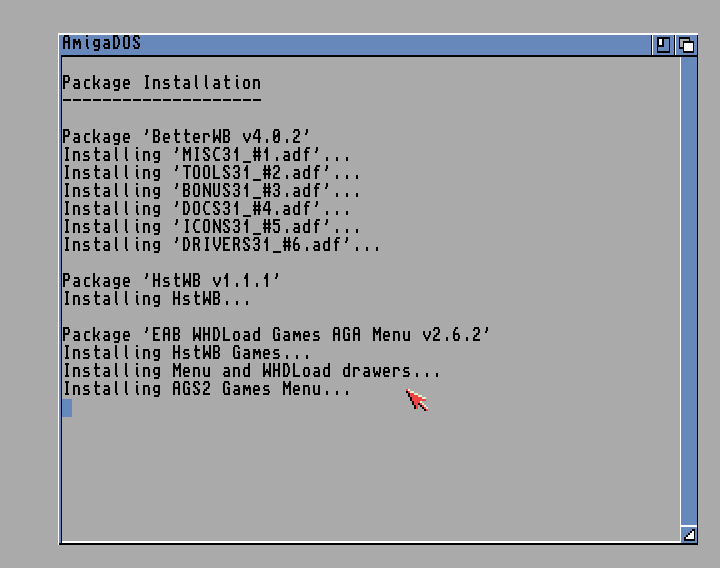 AmigaDOS
Package Installation
--------------------
Package 'BetterWB v4.0.2'
Installing 'MISC31_#1.adf'...
Installing 'TOOLS31_#2.adf'...
Installing 'BONUS31_#3.adf'...
Installing 'DOCS31_#4.adf'...
Installing 'ICONS31_#5.adf'...
Installing 'DRIVERS31_#6.adf'...
Package 'HstWB v1.1.1'
Installing HstWB...
Package 'EAB WHDLoad Games AGA Menu v2.6.2'
Installing HstWB Games...
Installing Menu and WHDLoad drawers...
Installing AGS2 Games Menu...